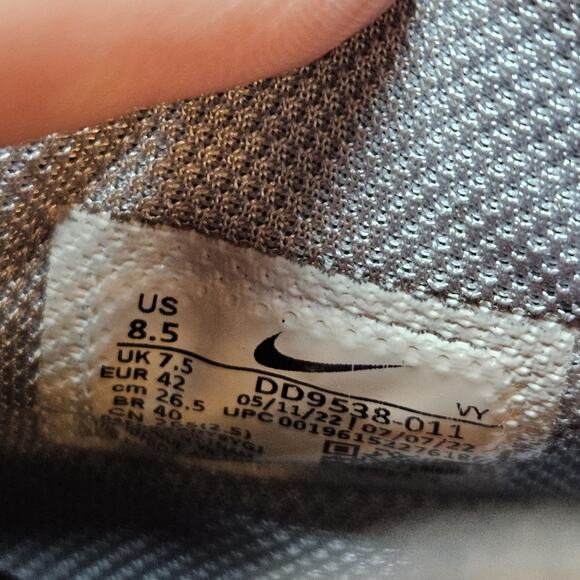 US
8.5
UK 7.5
EUR 42
cm 26.5
BR 40
CN
DD9538-011
VY
05/11/22 07/07/22
UPC